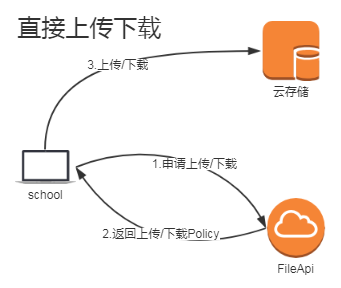 直接上传下载
3.上传/下载
云存储
1.申请上传/下载
school
2.返回上传/下载Policy
FileApi